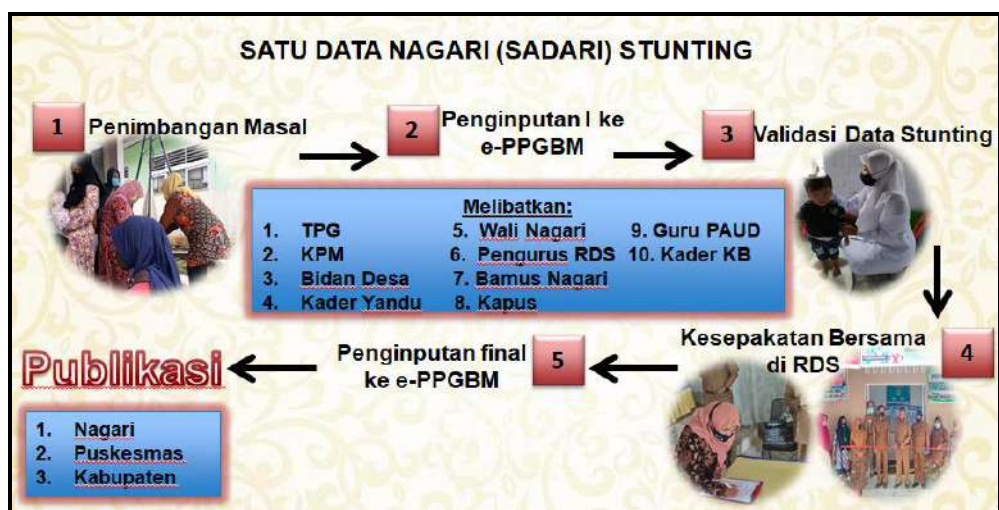 SATU DATA NAGARI (SADARI) STUNTING
1 Penimbangan Masal
2 Penginputan I ke
e-PPGBM
3 Validasi Data Stunting
Melibatkan:
1. TPG
2. KPM
3. Bidan Desa
4. Kader Yandu
5. Wali Nagari
6. Pengurus RDS
7. Bamus Nagari
8. Kapus
9. Guru PAUD
10. Kader KB
Kesepakatan Bersama
di RDS
4
Penginputan final
ke e-PPGBM
5
Publikasi
1. Nagari
2. Puskesmas
3. Kabupaten